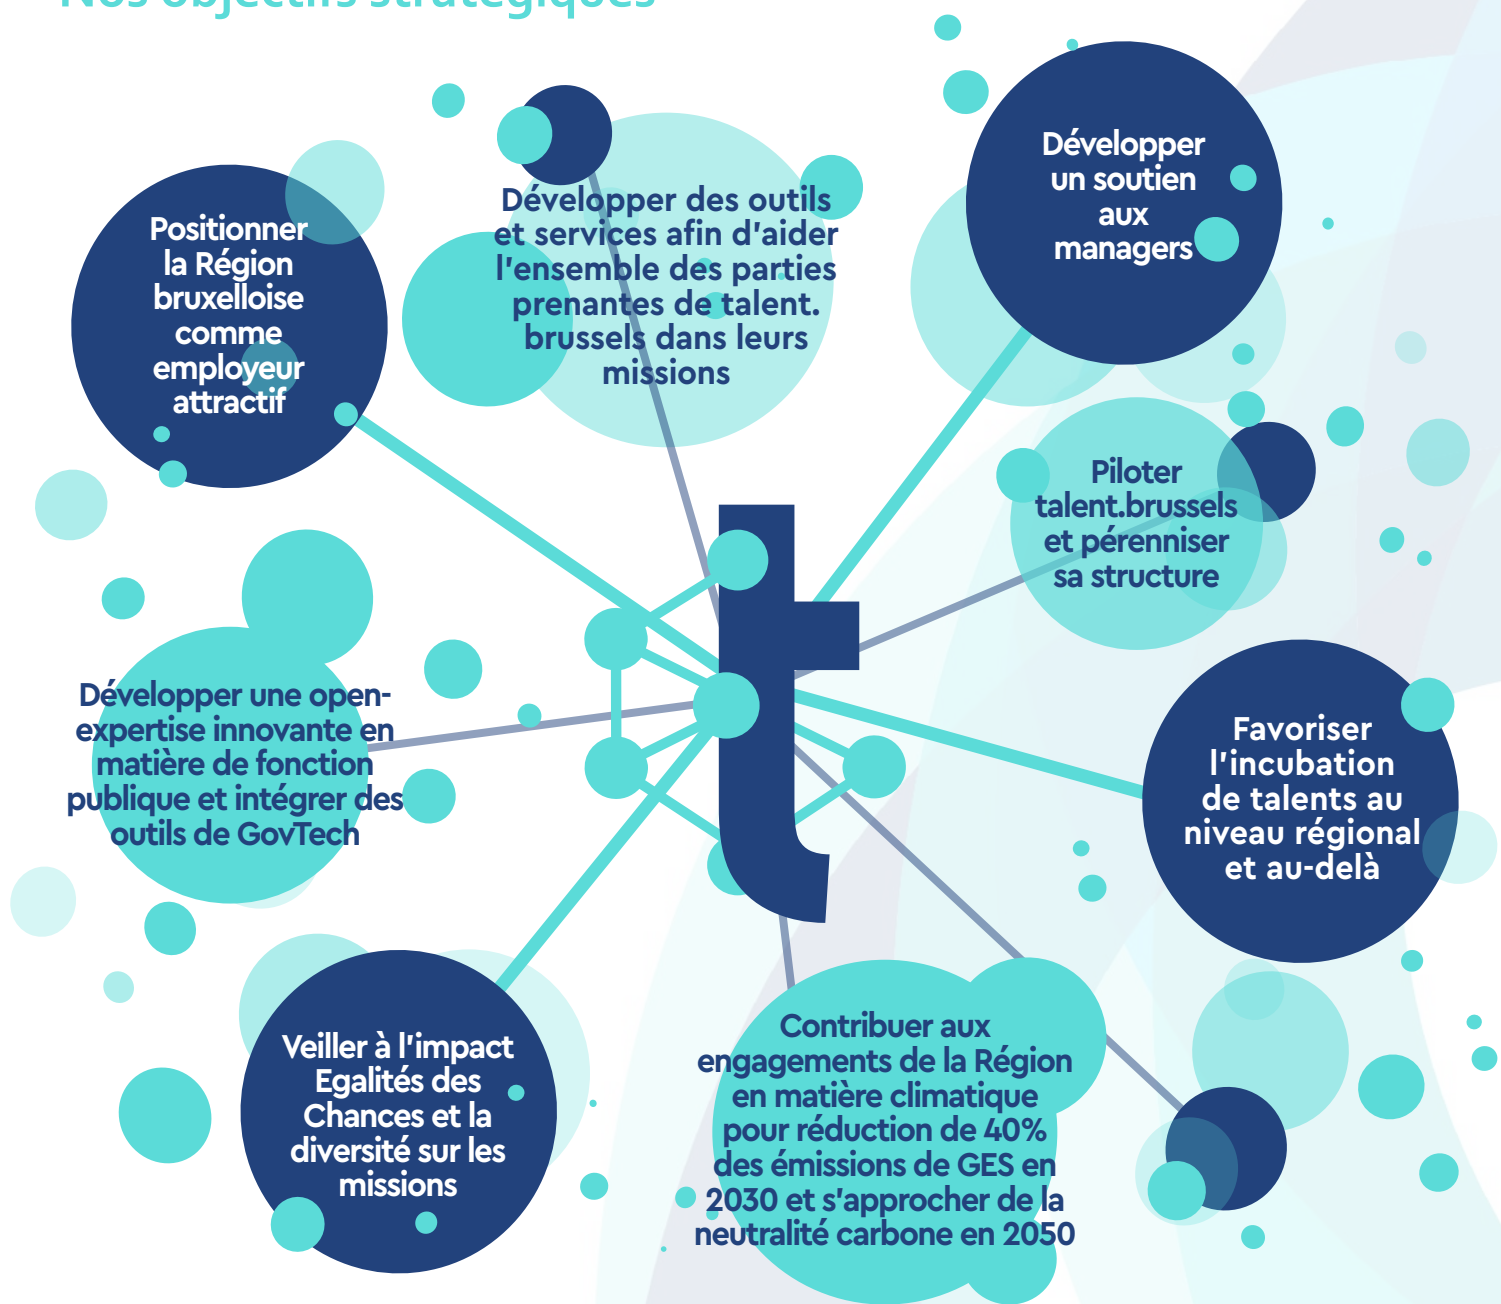 Nos objectifs stratégiques
Positionner
la Région
bruxelloise
comme
employeur
attractif
Développer des outils
et services afin d'aider
l'ensemble des parties
prenantes de talent.
brussels dans leurs
missions
Développer
un soutien
aux
managers
Piloter
talent.brussels
et pérenniser
sa structure
Développer une open-
expertise innovante en
matière de fonction
publique et intégrer des
outils de GovTech
t
Favoriser
l'incubation
de talents au
niveau régional
et au-delà
Veiller à l'impact
Egalités des
Chances et la
diversité sur les
missions
Contribuer aux
engagements de la Région
en matière climatique
pour réduction de 40%
des émissions de GES en
2030 et s'approcher de la
neutralité carbone en 2050